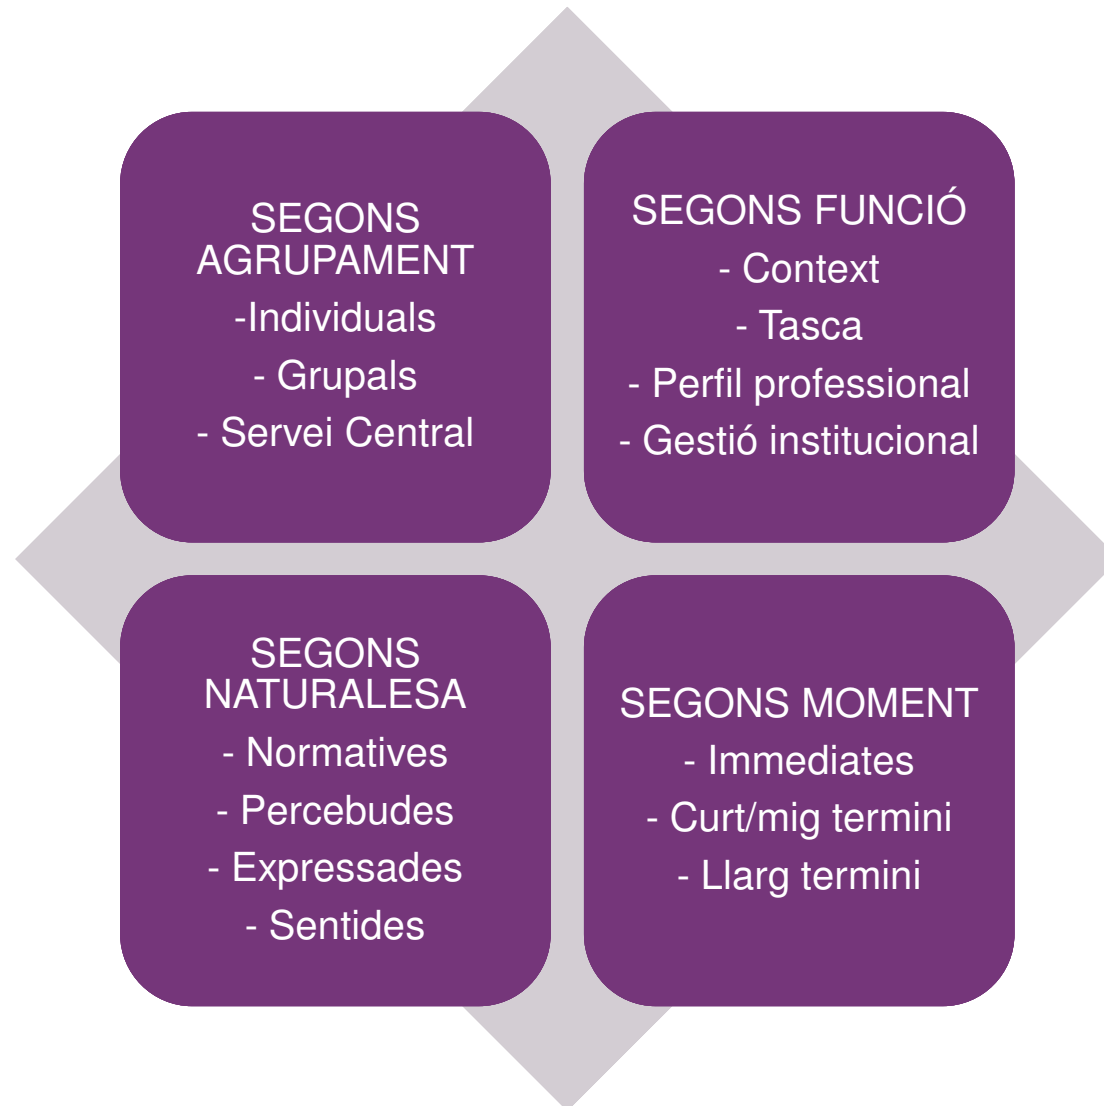 SEGONS
AGRUPAMENT
-Individuals
- Grupals
- Servei Central
SEGONS FUNCIÓ
- Context
- Tasca
- Perfil professional
- Gestió institucional
SEGONS
NATURALESA
- Normatives
- Percebudes
- Expressades
- Sentides
SEGONS MOMENT
- Immediates
- Curt/mig termini
- Llarg termini